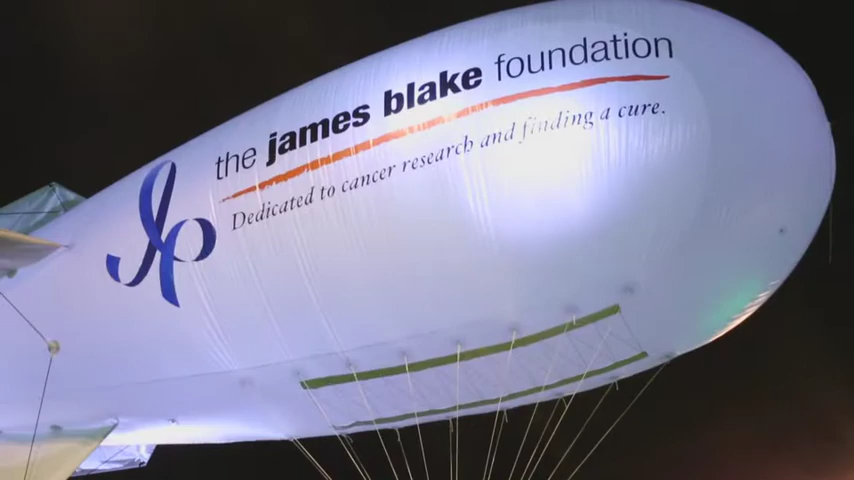 the james blake foundation
Dedicated to cancer research and finding a cure.